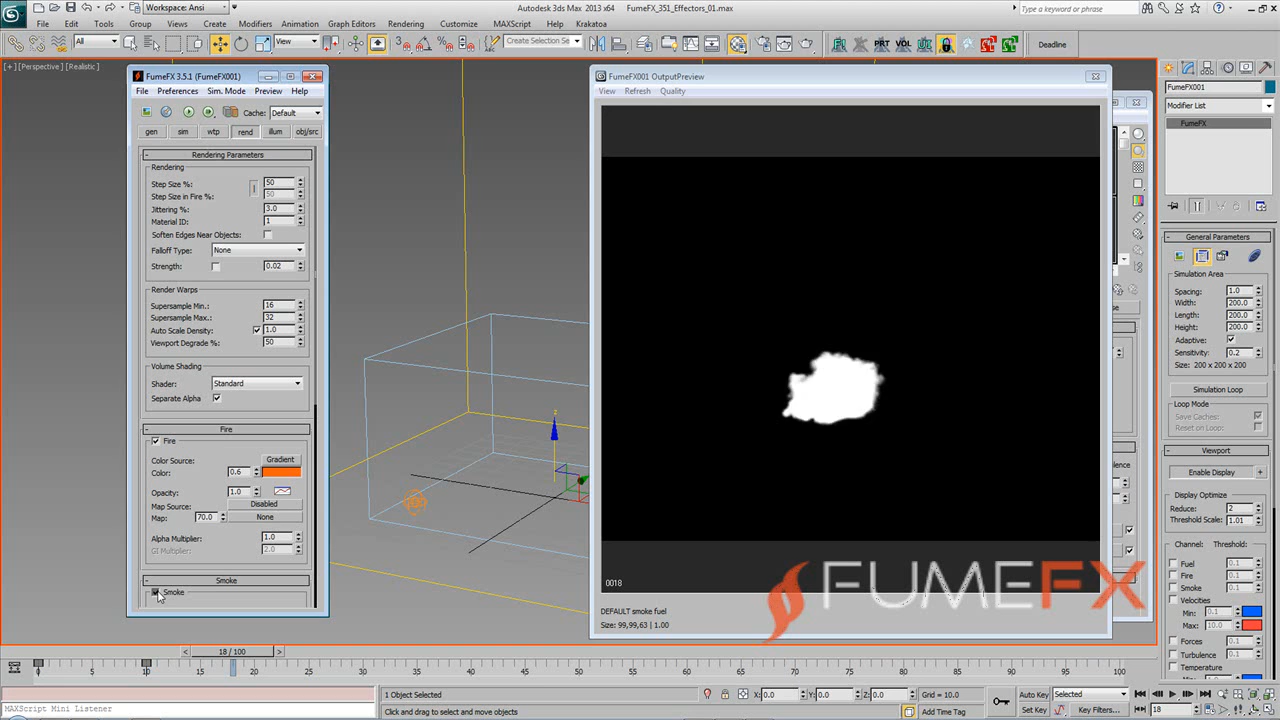 Workspace: Ansi
Autodesk 3ds Max 2013 x64 FumeFX_351_Effectors_01.max
Type a keyword or phrase
File Edit Tools Group Views Create Modifiers Animation Graph Editors Rendering Customize MAXScript Help Krakatoa
All View Create Selection Se PRT VOL Deadline
[+] [Perspective] [Realistic]
FumeFX 3.5.1 (FumeFX001)
File Preferences Sim. Mode Preview Help
Cache: Default
gen sim wtp rend illum obj/src
Rendering Parameters
Rendering
Step Size %: 50
Step Size in Fire %: 50
Jittering %: 3.0
Material ID: 1
Soften Edges Near Objects:
Falloff Type: None
Strength: 0.02
Render Warps
Supersample Min.: 16
Supersample Max.: 32
Auto Scale Density: 1.0
Viewport Degrade %: 50
Volume Shading
Shader: Standard
Separate Alpha
Fire
Fire
Color Source: Gradient
Color: 0.6
Opacity: 1.0
Map Source: Disabled
Map: 70.0 None
Alpha Multiplier: 1.0
GI Multiplier: 2.0
Smoke
Smoke
z
FumeFX001 OutputPreview
View Refresh Quality
0018
DEFAULT smoke fuel
Size: 99,99,63 | 1.00
FUMEFX
FumeFX001
Modifier List
FumeFX
General Parameters
Simulation Area
Spacing: 1.0
Width: 200.0
Length: 200.0
Height: 200.0
Adaptive:
Sensitivity: 0.2
Size: 200 x 200 x 200
Simulation Loop
Loop Mode
Save Caches:
Reset on Loop:
Viewport
Enable Display +
Display Optimize
Reduce: 2
Threshold Scale: 1.01
Channel: Threshold:
Fuel 0.1
Fire 0.1
Smoke 0.1
Velocities
Min: 0.1
Max: 10.0
Forces 0.1
Turbulence 0.1
Temperature
< 18 / 100 >
0 5 10 15 20 25 30 35 40 45 50 55 60 65 70 75 80 85 90 95 100
1 Object Selected X: 0.0 Y: 0.0 Z: 0.0 Grid = 10.0 Auto Key Selected
MAXScript Mini Listener Click and drag to select and move objects Add Time Tag Set Key Key Filters... 18